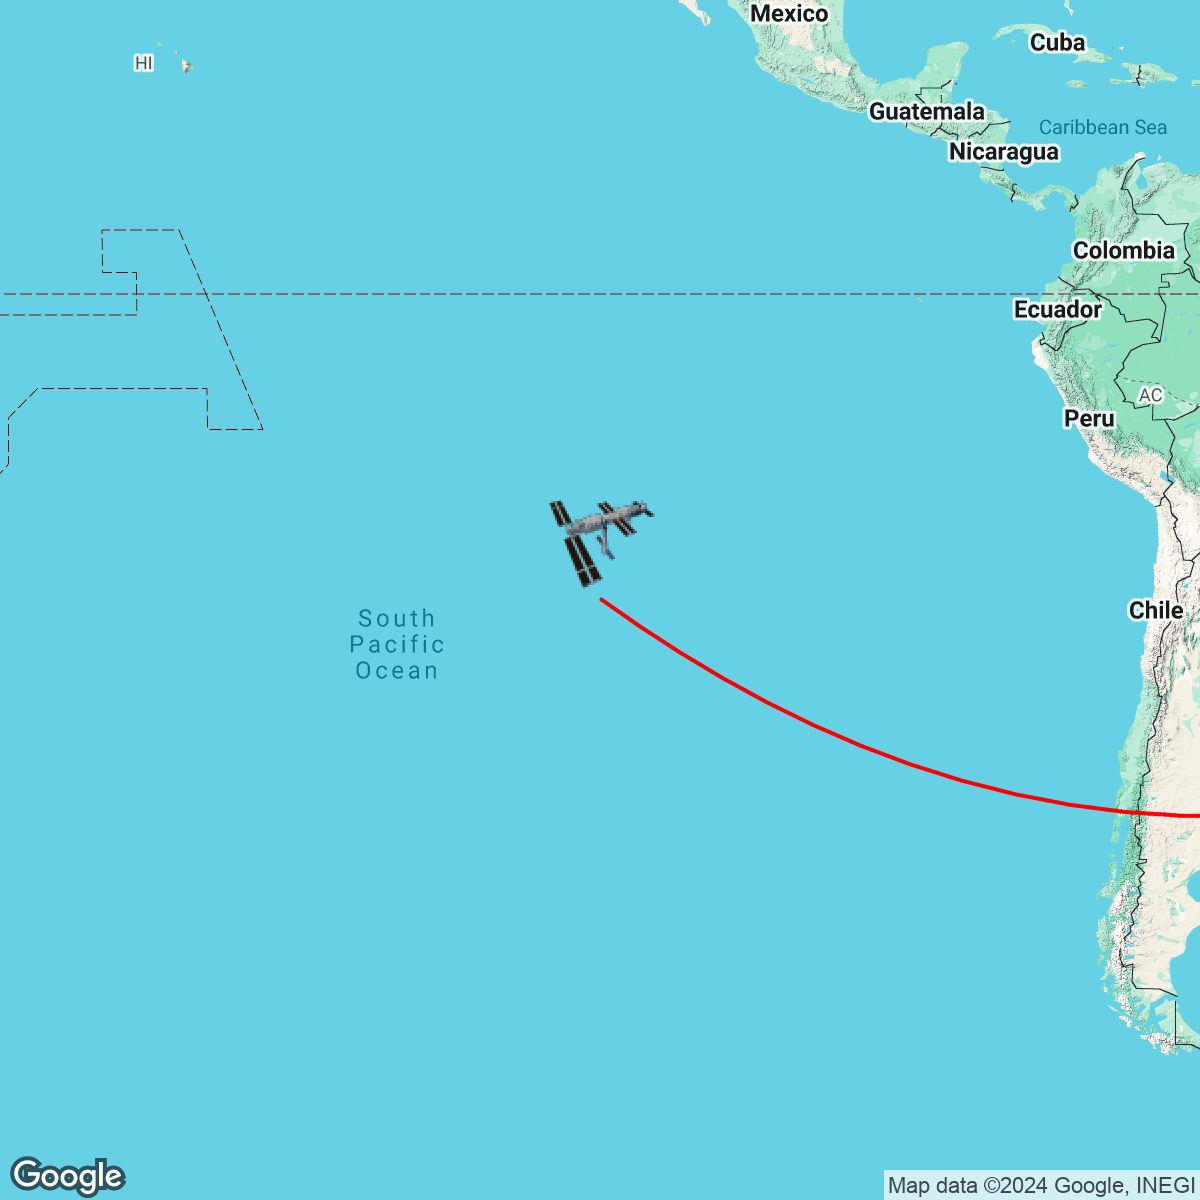 Mexico
Cuba
HI
Guatemala
Caribbean Sea
Nicaragua
Colombia
Ecuador
AC
Peru
Chile
South
Pacific
Ocean
Google
Map data ©2024 Google, INEGI